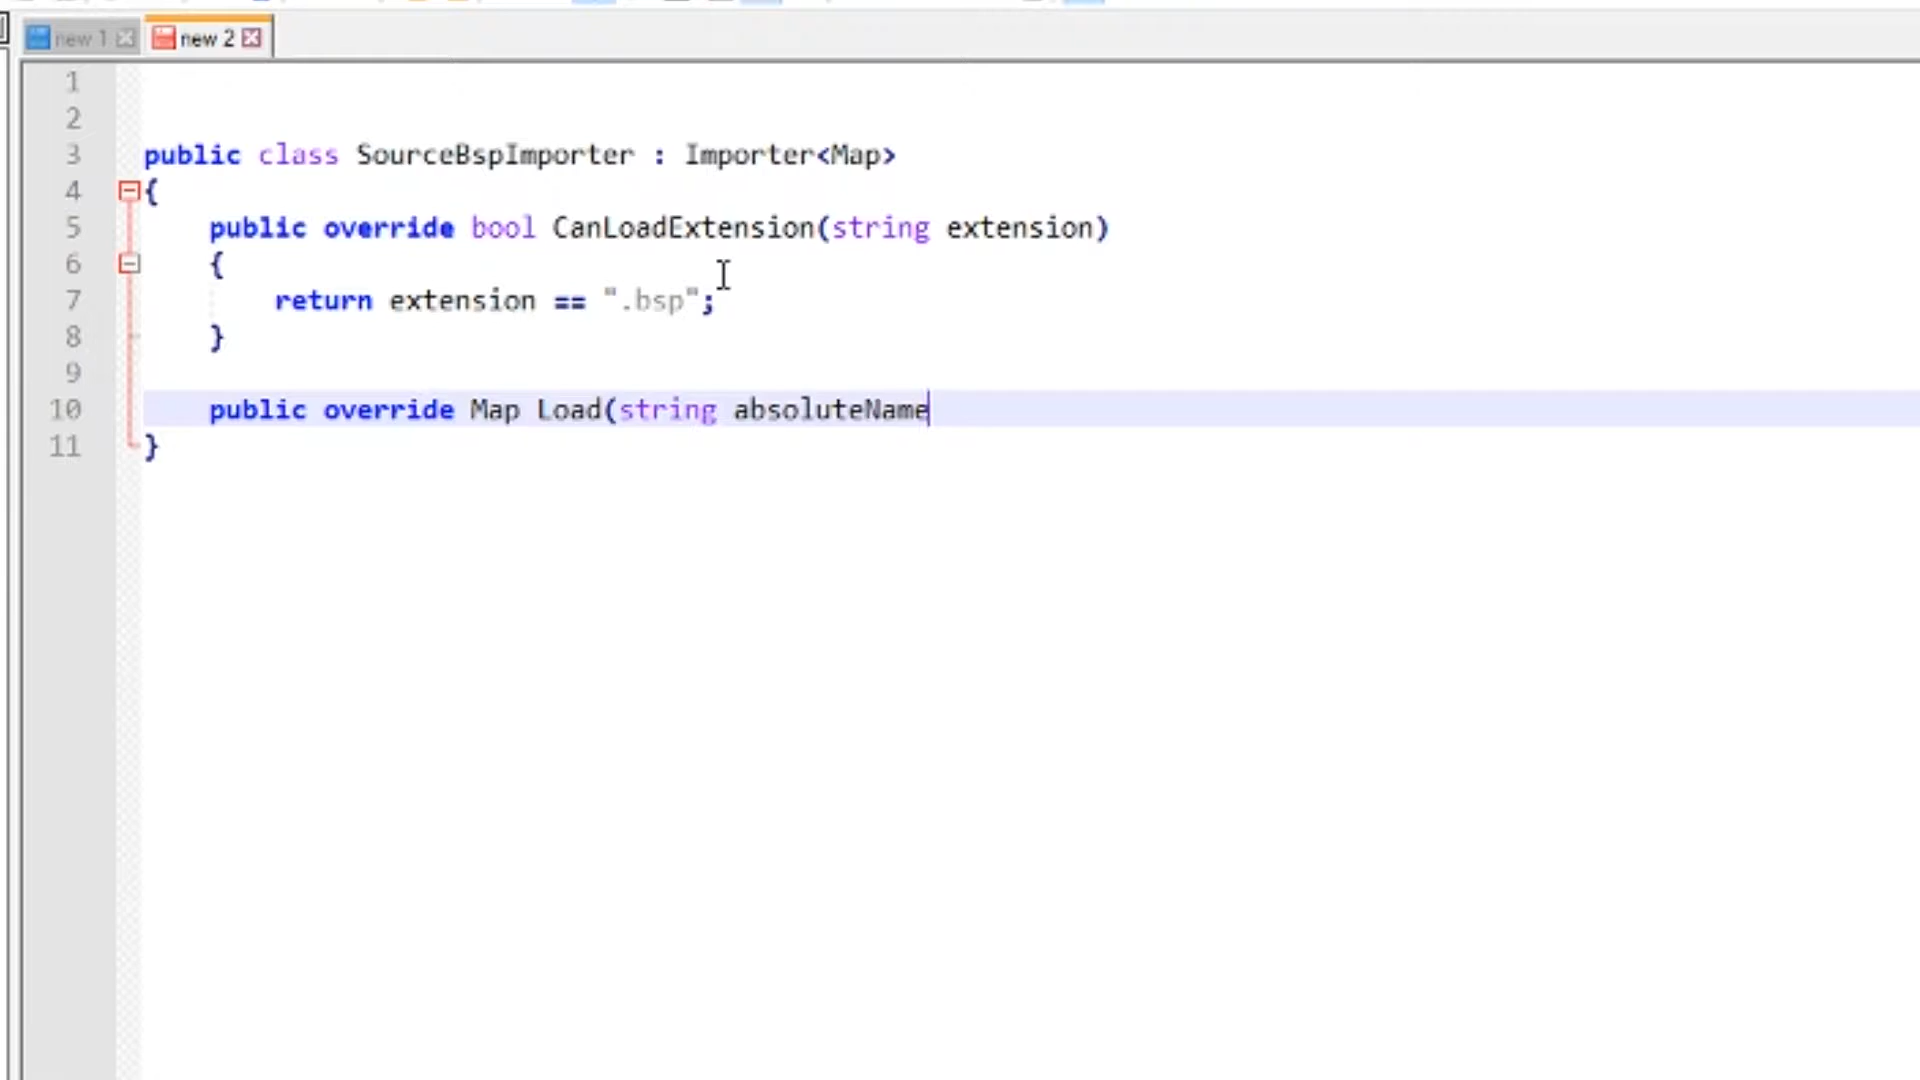 new 1 new 2
1
2
3 public class SourceBspImporter : Importer<Map>
4 {
5 public override bool CanLoadExtension(string extension)
6 {
7 return extension == ".bsp";
8 }
9
10 public override Map Load(string absoluteName
11 }